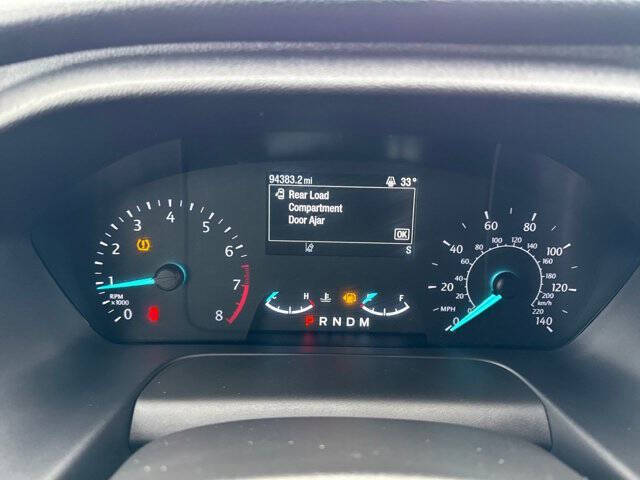 94383.2 mi 33°
Rear Load
Compartment
Door Ajar
OK
S
0 1 2 3 4 5 6 7 8
RPM
x1000
C H
F
P R N D M
0 20 40 60 80 100 120 140
MPH
20 40 60 80 100 120 140 160 180 200 220
km/h